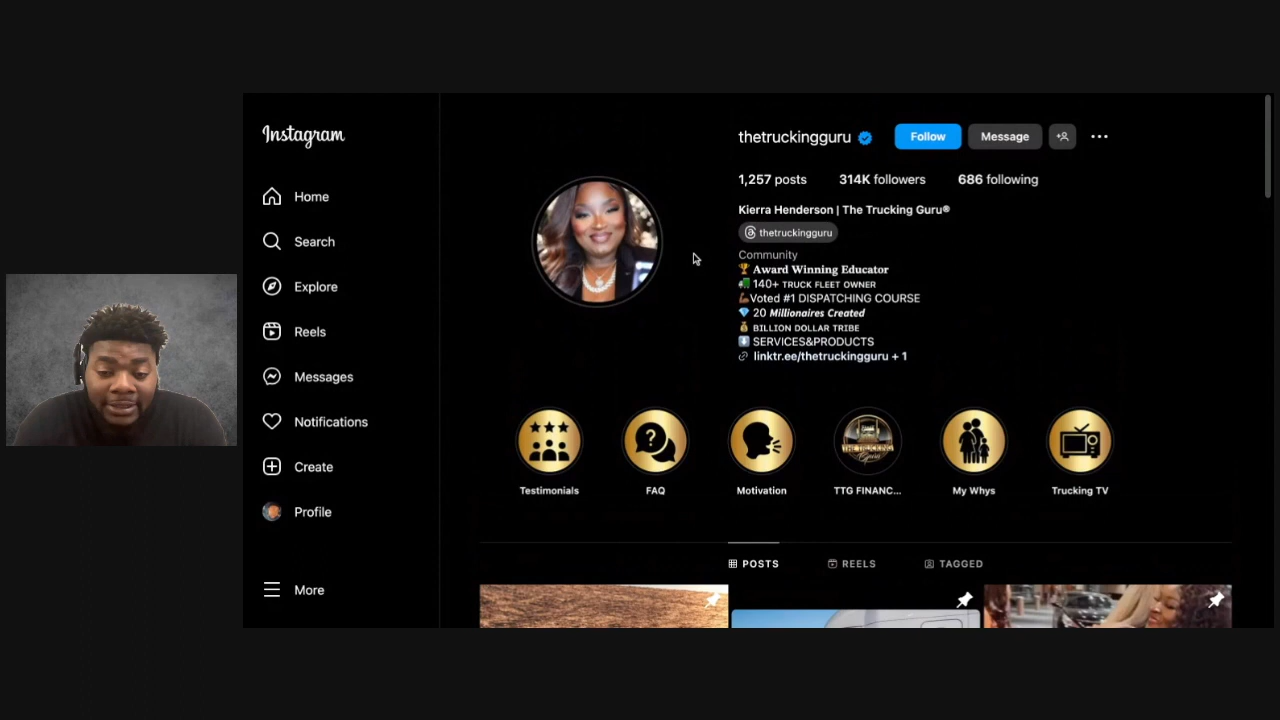 Instagram
Home
Search
Explore
Reels
Messages
Notifications
Create
Profile
More
thetruckingguru
Follow
Message
1,257 posts 314K followers 686 following
Kierra Henderson | The Trucking Guru®
thetruckingguru
Community
🏆 Award Winning Educator
🚛 140+ TRUCK FLEET OWNER
💪🏾Voted #1 DISPATCHING COURSE
💎 20 Millionaires Created
💰 BILLION DOLLAR TRIBE
⬇️ SERVICES&PRODUCTS
linktr.ee/thetruckingguru + 1
Testimonials
FAQ
Motivation
THE TRUCKING
Guru
TTG FINANC...
My Whys
Trucking TV
POSTS
REELS
TAGGED